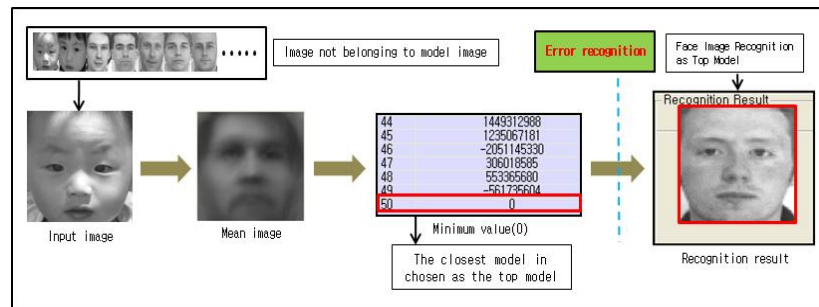 Image not belonging to model image
Error recognition
Face Image Recognition
as Top Model
Recognition Result
44 1449312988
45 1235067181
46 -2051145330
47 306018585
48 553365680
49 -561735604
50 0
Input image
Mean image
Minimum value(0)
The closest model in
chosen as the top model
Recognition result